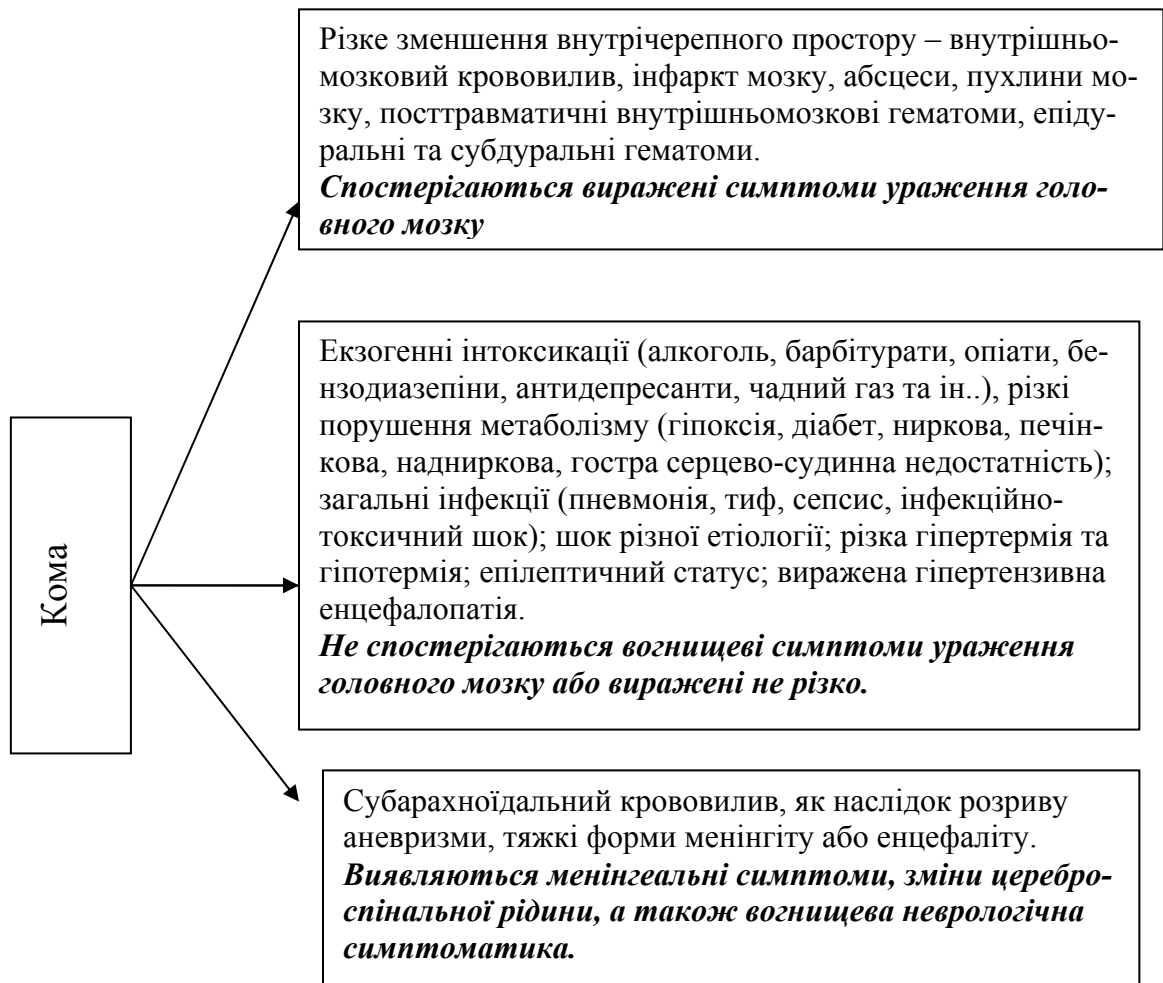 Різке зменшення внутрічерепного простору – внутрішньо-
мозковий крововилив, інфаркт мозку, абсцеси, пухлини мо-
зку, посттравматичні внутрішньомозкові гематоми, епіду-
ральні та субдуральні гематоми.
Спостерігаються виражені симптоми ураження голо-
вного мозку
Кома
Екзогенні інтоксикації (алкоголь, барбітурати, опіати, бе-
нзодиазепіни, антидепресанти, чадний газ та ін..), різкі
порушення метаболізму (гіпоксія, діабет, ниркова, печін-
кова, надниркова, гостра серцево-судинна недостатність);
загальні інфекції (пневмонія, тиф, сепсис, інфекційно-
токсичний шок); шок різної етіології; різка гіпертермія та
гіпотермія; епілептичний статус; виражена гіпертензивна
енцефалопатія.
Не спостерігаються вогнищеві симптоми ураження
головного мозку або виражені не різко.
Субарахноїдальний крововилив, як наслідок розриву
аневризми, тяжкі форми менінгіту або енцефаліту.
Виявляються менінгеальні симптоми, зміни церебро-
спінальної рідини, а також вогнищева неврологічна
симптоматика.